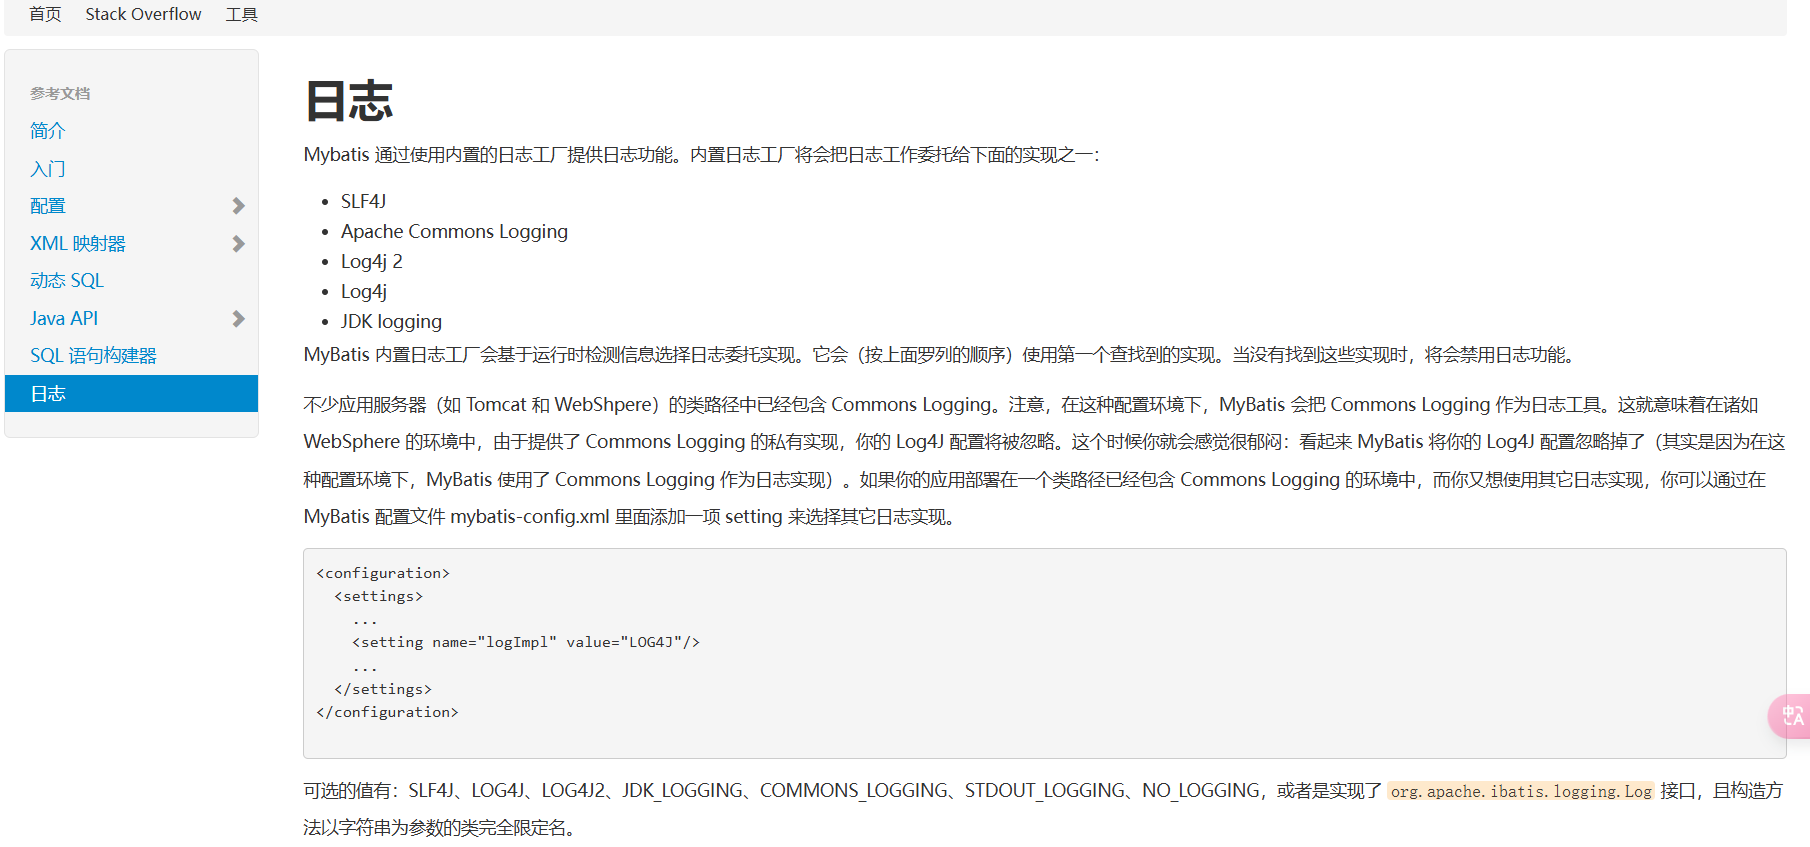 首页 Stack Overflow 工具
参考文档
简介
入门
配置
XML 映射器
动态 SQL
Java API
SQL 语句构建器
日志
日志
Mybatis 通过使用内置的日志工厂提供日志功能。内置日志工厂将会把日志工作委托给下面的实现之一：
• SLF4J
• Apache Commons Logging
• Log4j 2
• Log4j
• JDK logging
MyBatis 内置日志工厂会基于运行时检测信息选择日志委托实现。它会（按上面罗列的顺序）使用第一个查找到的实现。当没有找到这些实现时，将会禁用日志功能。
不少应用服务器（如 Tomcat 和 WebShpere）的类路径中已经包含 Commons Logging。注意，在这种配置环境下，MyBatis 会把 Commons Logging 作为日志工具。这就意味着在诸如
WebSphere 的环境中，由于提供了 Commons Logging 的私有实现，你的 Log4J 配置将被忽略。这个时候你就会感觉很郁闷：看起来 MyBatis 将你的 Log4J 配置忽略掉了（其实是因为在这
种配置环境下，MyBatis 使用了 Commons Logging 作为日志实现）。如果你的应用部署在一个类路径已经包含 Commons Logging 的环境中，而你又想使用其它日志实现，你可以通过在
MyBatis 配置文件 mybatis-config.xml 里面添加一项 setting 来选择其它日志实现。
<configuration>
  <settings>
    ...
    <setting name="logImpl" value="LOG4J"/>
    ...
  </settings>
</configuration>
可选的值有：SLF4J、LOG4J、LOG4J2、JDK_LOGGING、COMMONS_LOGGING、STDOUT_LOGGING、NO_LOGGING，或者是实现了 org.apache.ibatis.logging.Log 接口，且构造方
法以字符串为参数的类完全限定名。